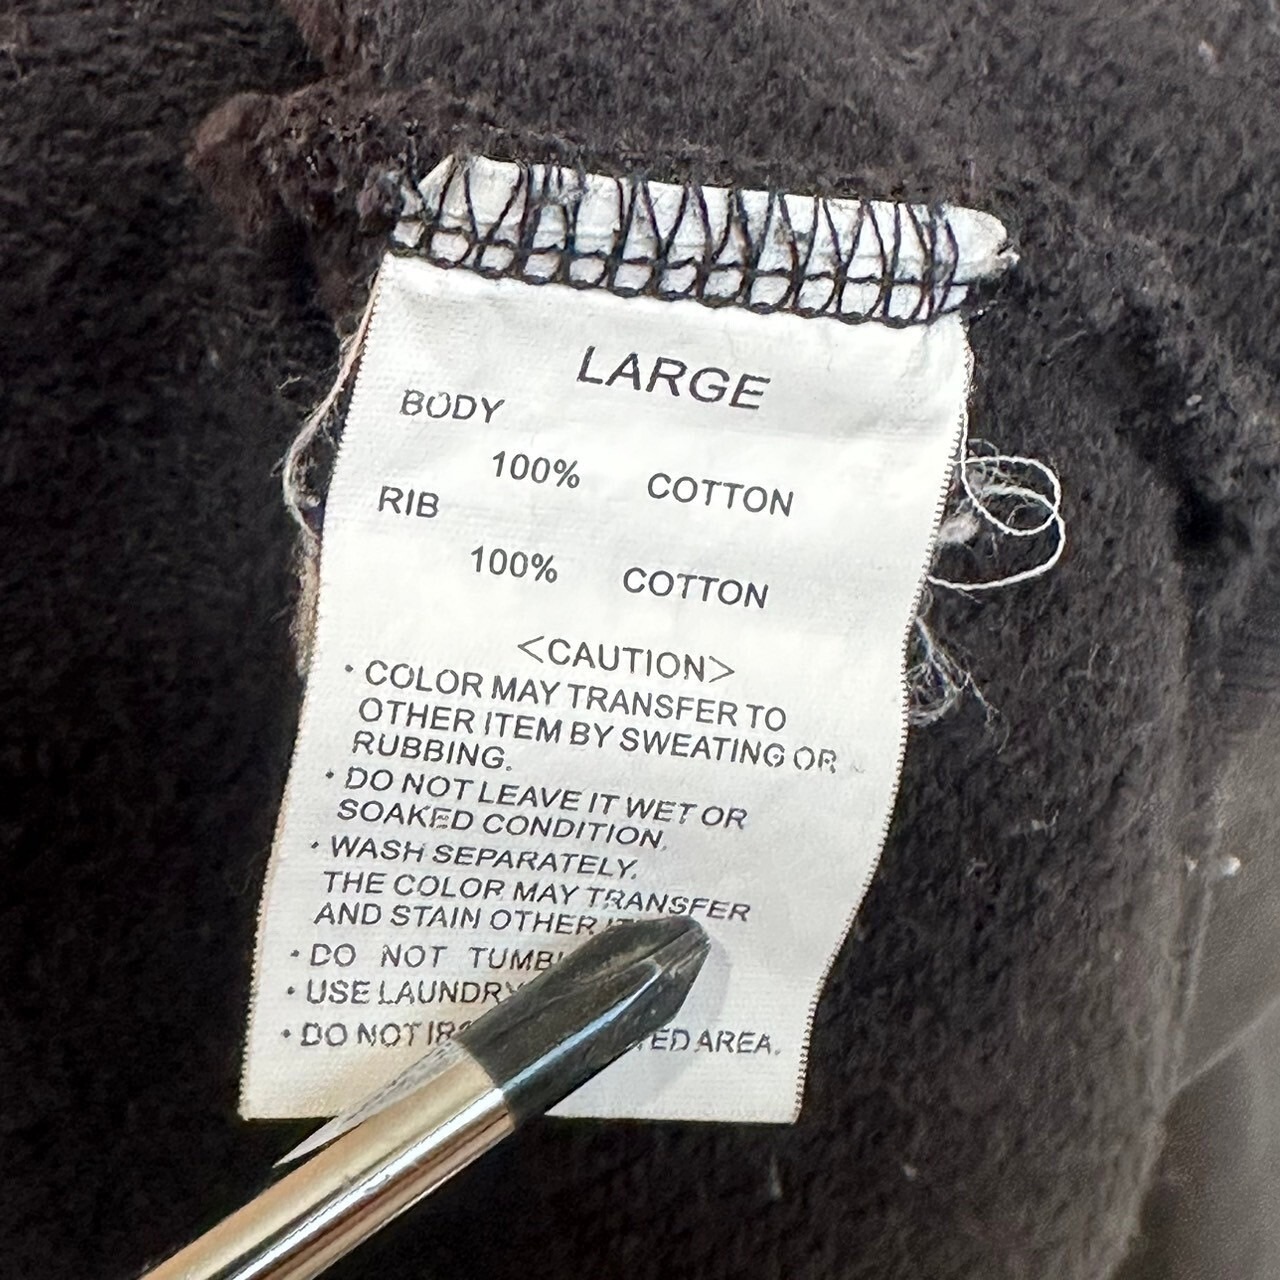 LARGE
BODY
100% COTTON
RIB
100% COTTON
<CAUTION>
· COLOR MAY TRANSFER TO
OTHER ITEM BY SWEATING OR
RUBBING.
· DO NOT LEAVE IT WET OR
SOAKED CONDITION.
· WASH SEPARATELY.
THE COLOR MAY TRANSFER
AND STAIN OTHER
· DO NOT
· USE
· DO NOT AREA.